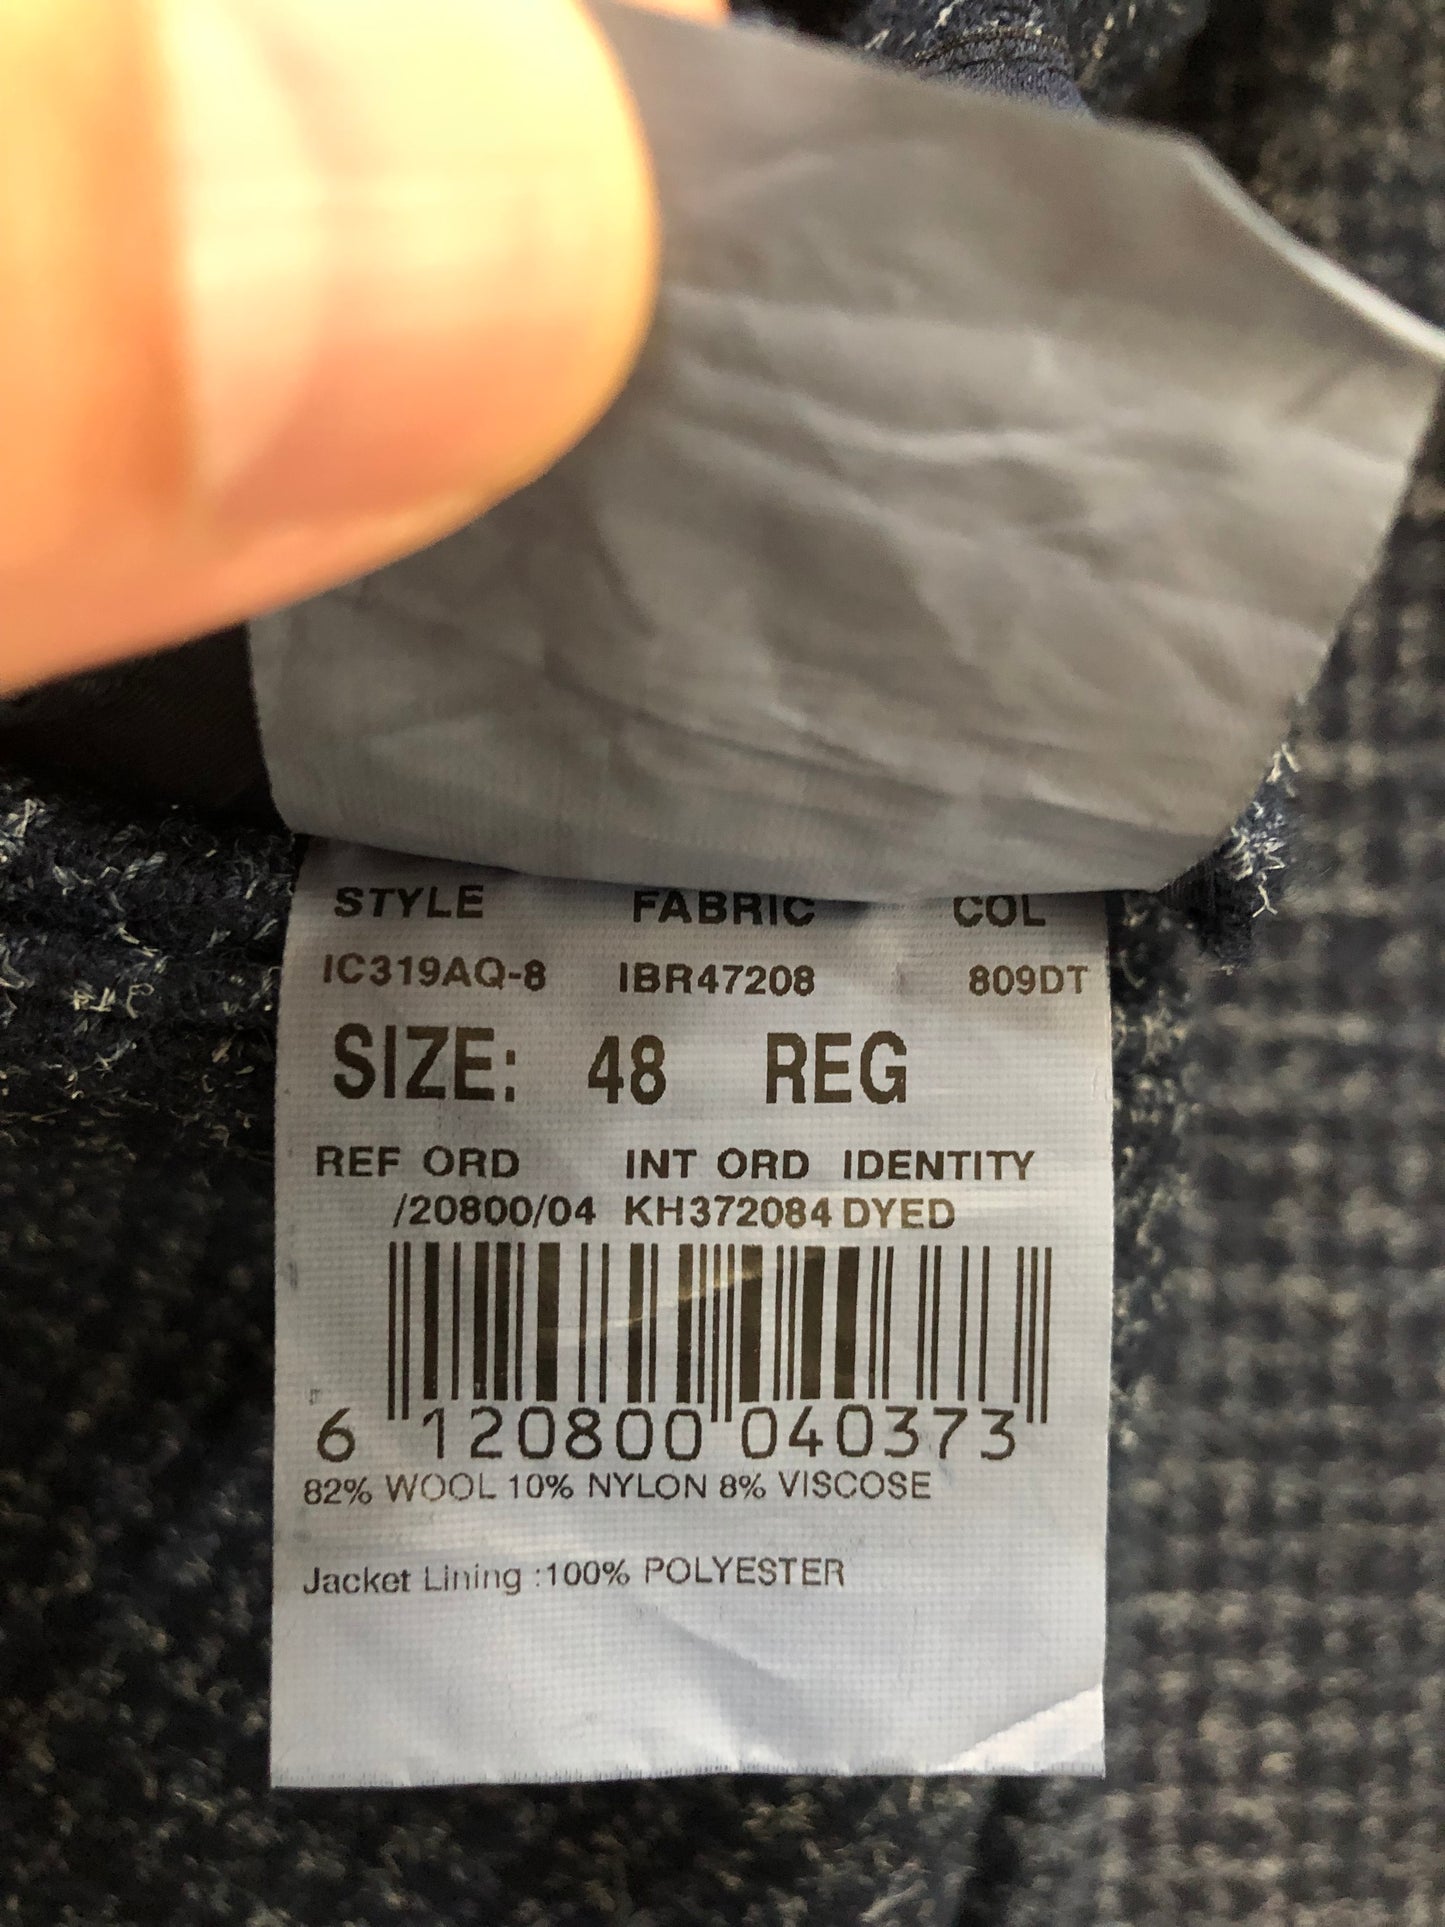 STYLE FABRIC COL
IC319AQ-8 IBR47208 809DT
SIZE: 48 REG
REF ORD INT ORD IDENTITY
/20800/04 KH372084 DYED
6 120800 040373
82% WOOL 10% NYLON 8% VISCOSE
Jacket Lining :100% POLYESTER